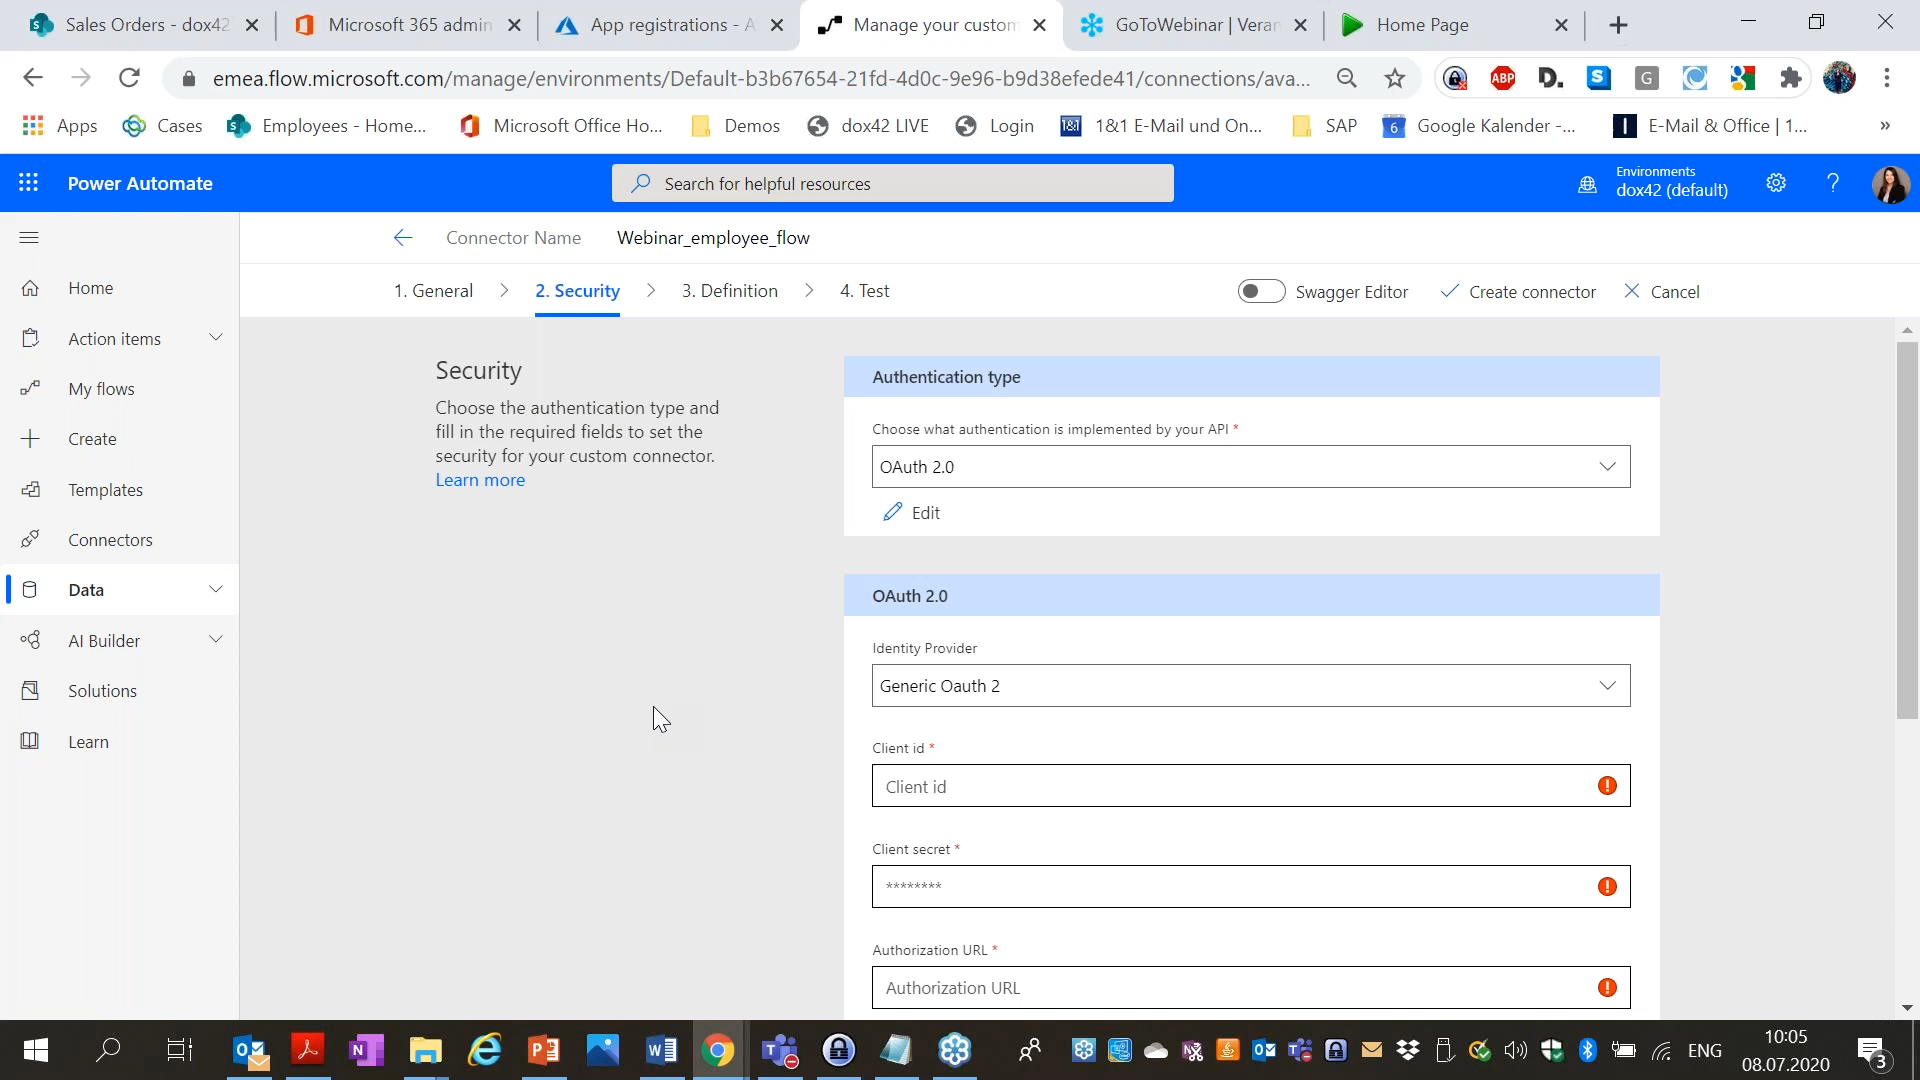 Sales Orders - dox42
Microsoft 365 admin
App registrations - A
Manage your custom
GoToWebinar | Veran
Home Page
emea.flow.microsoft.com/manage/environments/Default-b3b67654-21fd-4d0c-9e96-b9d38efede41/connections/ava...
ABP
D.
S
G
Apps
Cases
Employees - Home...
Microsoft Office Ho...
Demos
dox42 LIVE
Login
1&1
1&1 E-Mail und On...
SAP
6
Google Kalender -...
E-Mail & Office | 1...
»
Power Automate
Search for helpful resources
Environments
dox42 (default)
?
Connector Name
Webinar_employee_flow
1. General
2. Security
3. Definition
4. Test
Swagger Editor
Create connector
Cancel
Home
Action items
My flows
Create
Templates
Connectors
Data
AI Builder
Solutions
Learn
Security
Choose the authentication type and
fill in the required fields to set the
security for your custom connector.
Learn more
Authentication type
Choose what authentication is implemented by your API *
OAuth 2.0
Edit
OAuth 2.0
Identity Provider
Generic Oauth 2
Client id *
Client id
Client secret *
********
Authorization URL *
Authorization URL
ENG
10:05
08.07.2020
3